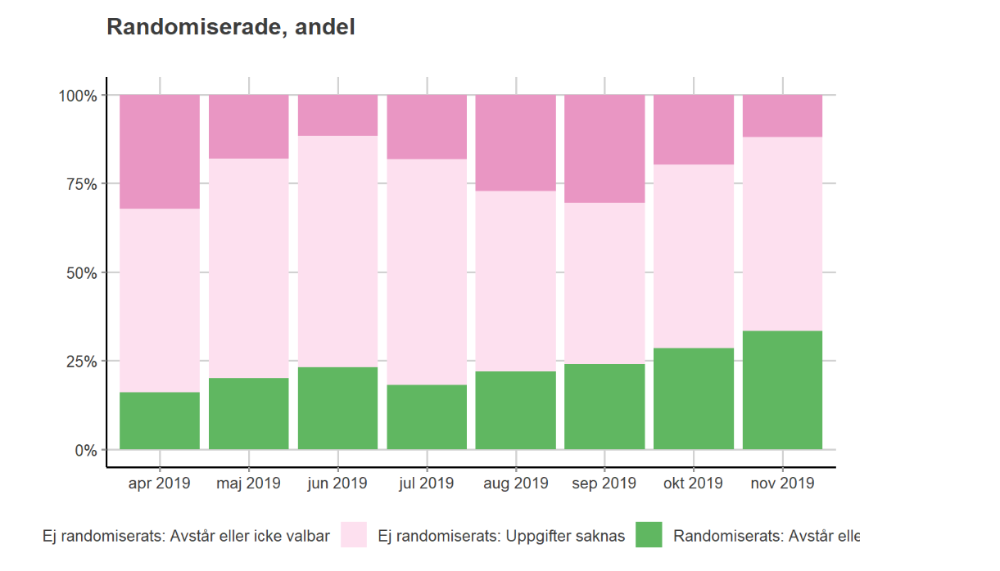 Randomiserade, andel
100%
75%
50%
25%
0%
apr 2019 maj 2019 jun 2019 jul 2019 aug 2019 sep 2019 okt 2019 nov 2019
Ej randomiserats: Avstår eller icke valbar Ej randomiserats: Uppgifter saknas Randomiserats: Avstår elle